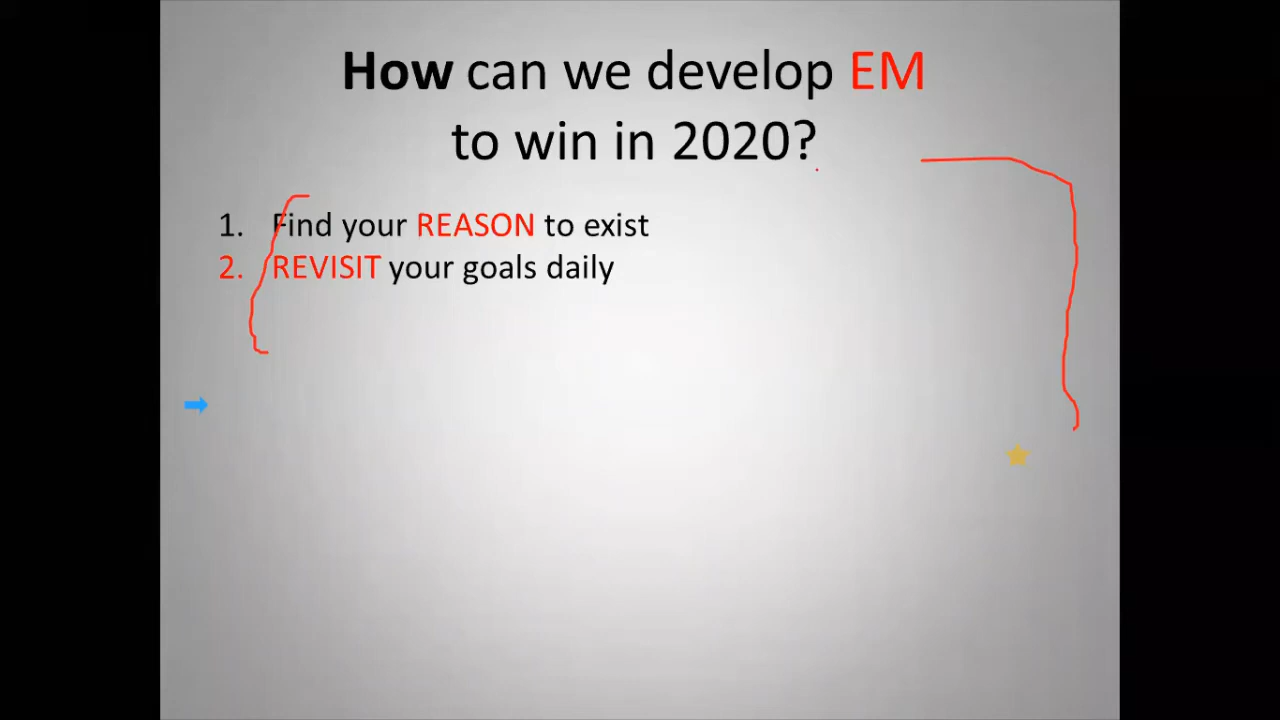 How can we develop EM
to win in 2020?
1. Find your REASON to exist
2. REVISIT your goals daily